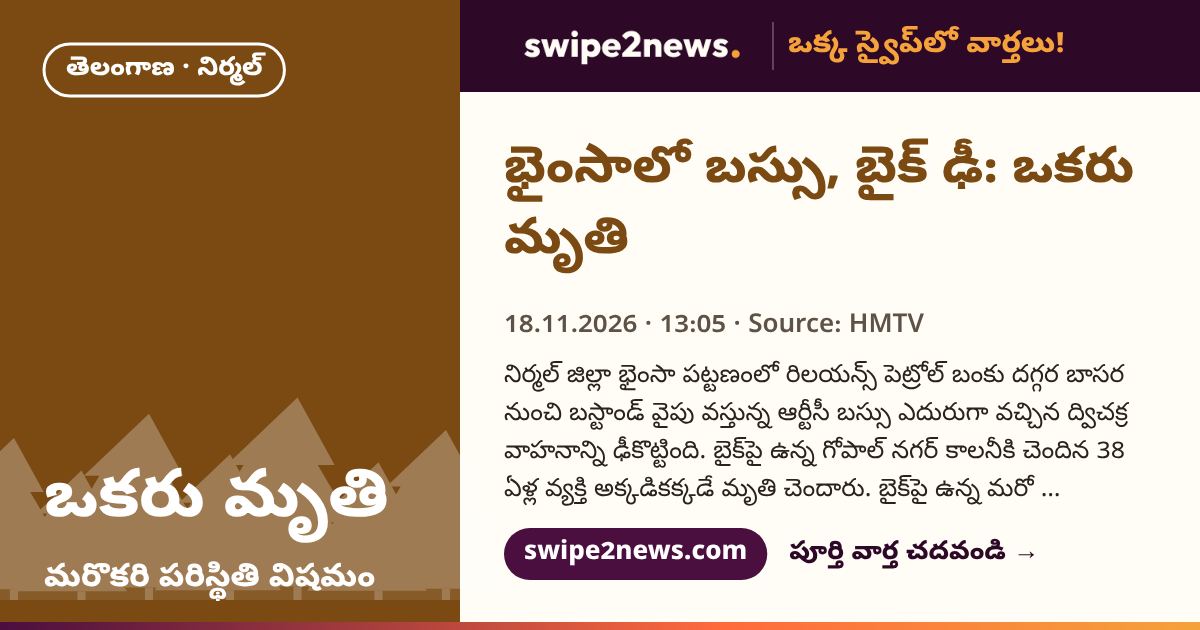 తెలంగాణ · నిర్మల్
swipe2news.
ఒక్క స్వైప్‌లో వార్తలు!
భైంసాలో బస్సు, బైక్ ఢీ: ఒకరు
మృతి
18.11.2026 · 13:05 · Source: HMTV
నిర్మల్ జిల్లా భైంసా పట్టణంలో రిలయన్స్ పెట్రోల్ బంకు దగ్గర బాసర
నుంచి బస్టాండ్ వైపు వస్తున్న ఆర్టీసీ బస్సు ఎదురుగా వచ్చిన ద్విచక్ర
వాహనాన్ని ఢీకొట్టింది. బైక్‌పై ఉన్న గోపాల్ నగర్ కాలనీకి చెందిన 38
ఏళ్ల వ్యక్తి అక్కడికక్కడే మృతి చెందారు. బైక్‌పై ఉన్న మరో ...
ఒకరు మృతి
మరొకరి పరిస్థితి విషమం
swipe2news.com
పూర్తి వార్త చదవండి →